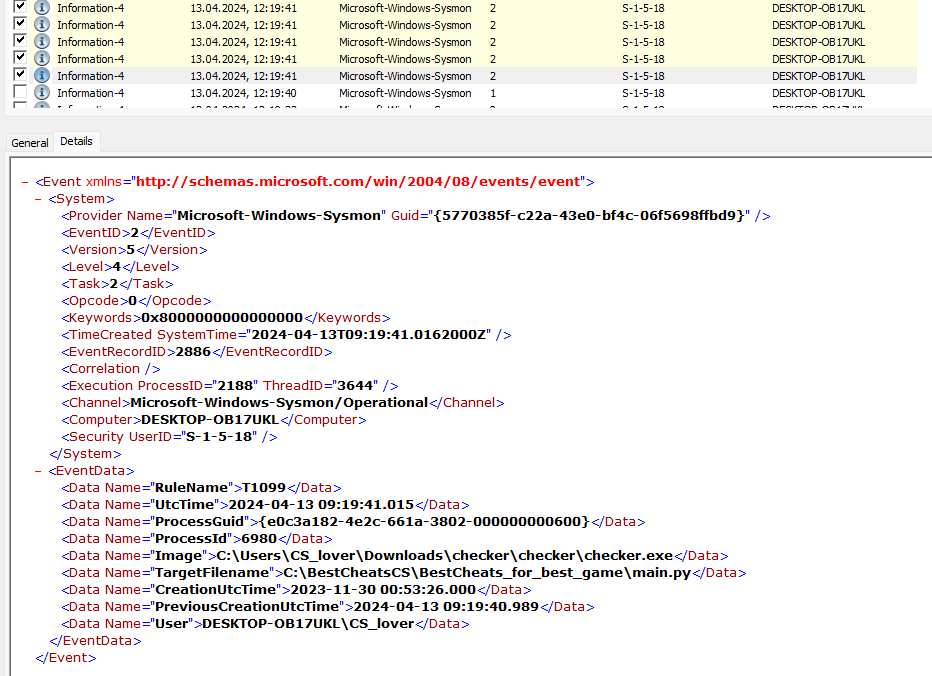 Information-4 13.04.2024, 12:19:41 Microsoft-Windows-Sysmon 2 S-1-5-18 DESKTOP-OB17UKL
Information-4 13.04.2024, 12:19:41 Microsoft-Windows-Sysmon 2 S-1-5-18 DESKTOP-OB17UKL
Information-4 13.04.2024, 12:19:41 Microsoft-Windows-Sysmon 2 S-1-5-18 DESKTOP-OB17UKL
Information-4 13.04.2024, 12:19:41 Microsoft-Windows-Sysmon 2 S-1-5-18 DESKTOP-OB17UKL
Information-4 13.04.2024, 12:19:41 Microsoft-Windows-Sysmon 2 S-1-5-18 DESKTOP-OB17UKL
Information-4 13.04.2024, 12:19:40 Microsoft-Windows-Sysmon 1 S-1-5-18 DESKTOP-OB17UKL
General Details
- <Event xmlns="http://schemas.microsoft.com/win/2004/08/events/event">
- <System>
<Provider Name="Microsoft-Windows-Sysmon" Guid="{5770385f-c22a-43e0-bf4c-06f5698ffbd9}" />
<EventID>2</EventID>
<Version>5</Version>
<Level>4</Level>
<Task>2</Task>
<Opcode>0</Opcode>
<Keywords>0x8000000000000000</Keywords>
<TimeCreated SystemTime="2024-04-13T09:19:41.0162000Z" />
<EventRecordID>2886</EventRecordID>
<Correlation />
<Execution ProcessID="2188" ThreadID="3644" />
<Channel>Microsoft-Windows-Sysmon/Operational</Channel>
<Computer>DESKTOP-OB17UKL</Computer>
<Security UserID="S-1-5-18" />
</System>
- <EventData>
<Data Name="RuleName">T1099</Data>
<Data Name="UtcTime">2024-04-13 09:19:41.015</Data>
<Data Name="ProcessGuid">{e0c3a182-4e2c-661a-3802-000000000600}</Data>
<Data Name="ProcessId">6980</Data>
<Data Name="Image">C:\Users\CS_lover\Downloads\checker\checker\checker.exe</Data>
<Data Name="TargetFilename">C:\BestCheatsCS\BestCheats_for_best_game\main.py</Data>
<Data Name="CreationUtcTime">2023-11-30 00:53:26.000</Data>
<Data Name="PreviousCreationUtcTime">2024-04-13 09:19:40.989</Data>
<Data Name="User">DESKTOP-OB17UKL\CS_lover</Data>
</EventData>
</Event>